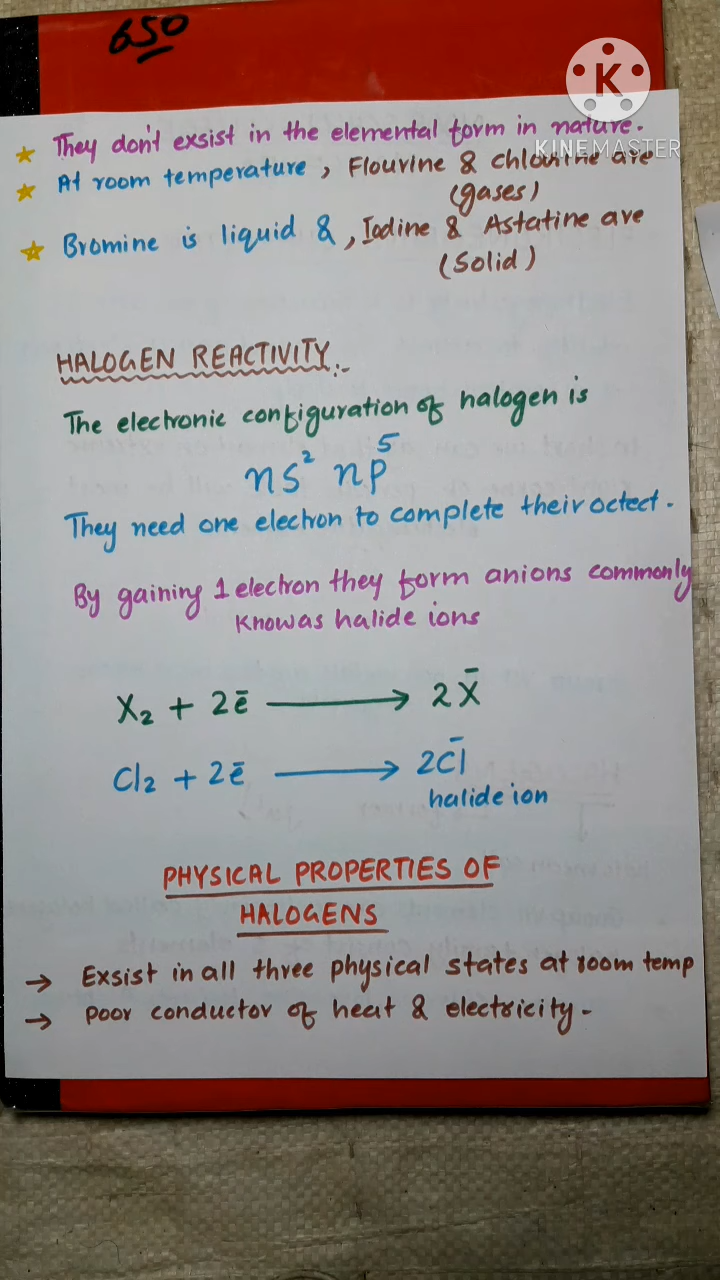 650
K
KINEMASTER
They don't exsist in the elemental form in nature.
At room temperature, Flourine & chlorine are
(gases)
Bromine is liquid &, Iodine & Astatine are
(Solid)
HALOGEN REACTIVITY
The electronic configuration of halogen is
ns² np⁵
They need one electron to complete their octect.
By gaining 1 electron they form anions commonly
Knowas halide ions
X₂ + 2ē ⟶ 2X̄
Cl₂ + 2ē ⟶ 2C̄l
halide ion
PHYSICAL PROPERTIES OF
HALOGENS
→ Exsist in all three physical states at room temp
→ Poor conductor of heat & electricity.